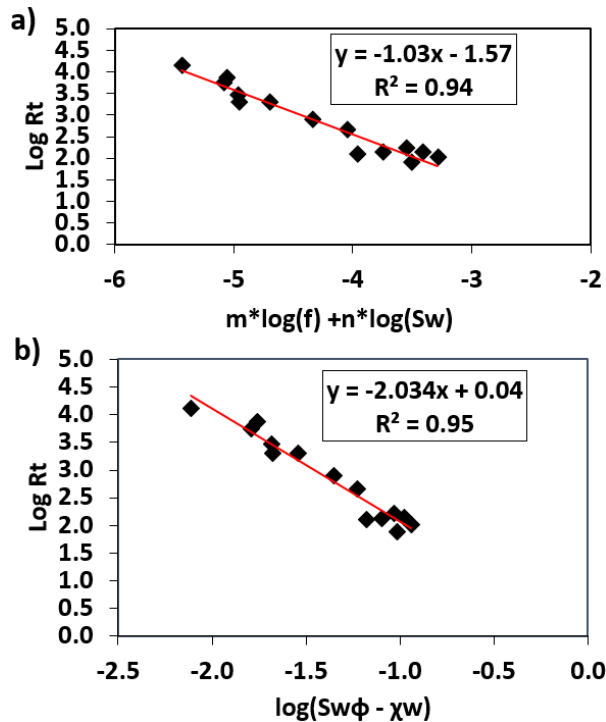 a)
5.0
4.5
4.0
3.5
3.0
2.5
2.0
1.5
1.0
0.5
0.0
Log Rt
y = -1.03x - 1.57
R² = 0.94
-6 -5 -4 -3 -2
m*log(f) +n*log(Sw)
b)
5.0
4.5
4.0
3.5
3.0
2.5
2.0
1.5
1.0
0.5
0.0
Log Rt
y = -2.034x + 0.04
R² = 0.95
-2.5 -2.0 -1.5 -1.0 -0.5 0.0
log(Swϕ - χw)